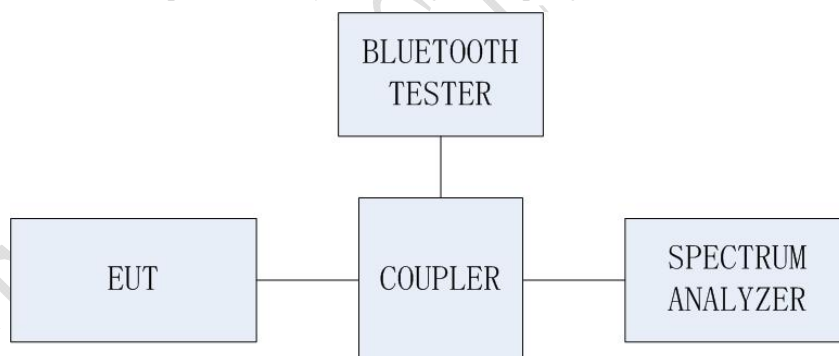 BLUETOOTH
TESTER
EUT
COUPLER
SPECTRUM
ANALYZER